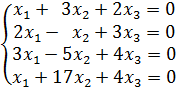 x₁ + 3x₂ + 2x₃ = 0
2x₁ - x₂ + 3x₃ = 0
3x₁ - 5x₂ + 4x₃ = 0
x₁ + 17x₂ + 4x₃ = 0